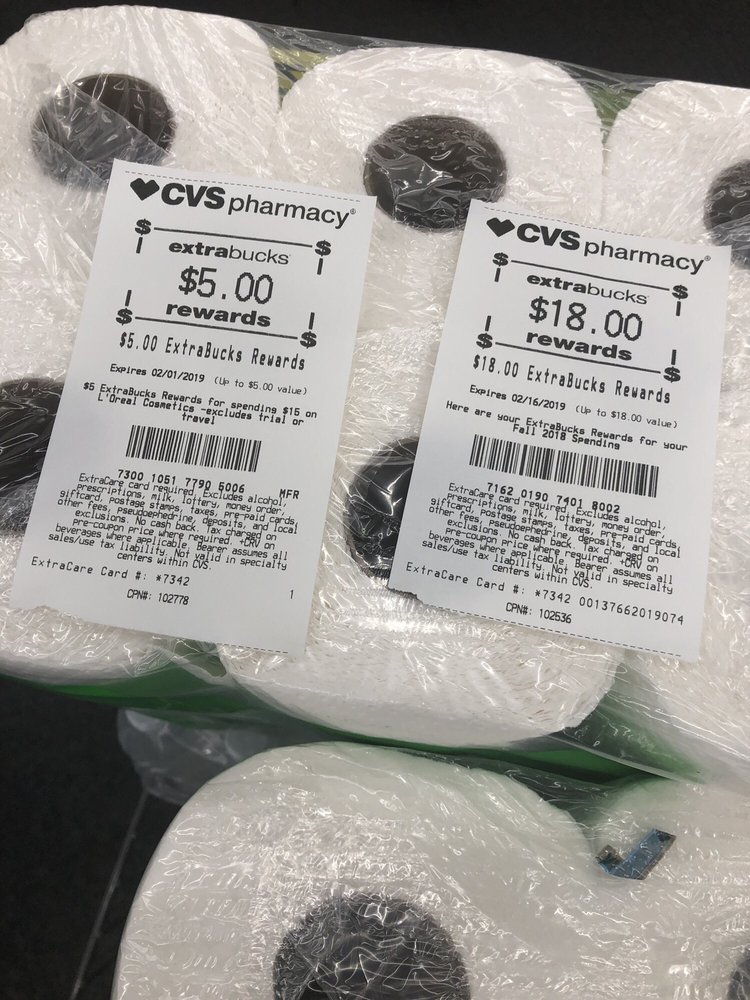 CVS pharmacy®
$ $
extrabucks®
$5.00
rewards
$ $
$5.00 ExtraBucks Rewards
Expires 02/01/2019 (Up to $5.00 value)
$5 ExtraBucks Rewards for spending $15 on
L'Oreal Cosmetics -excludes trial or
travel
7300 1051 7790 5006 MFR
ExtraCare card required. Excludes alcohol,
prescriptions, milk, lottery, money order,
giftcard, postage stamps, taxes, pre-paid cards,
other fees, pseudoephedrine, deposits, and local
exclusions. No cash back. Tax charged on
pre-coupon price where required. +CRV on
beverages where applicable. Bearer assumes all
sales/use tax liability. Not valid in specialty
centers within CVS.
ExtraCare Card #: *7342 1
CPN#: 102778
CVS pharmacy®
$ $
extrabucks®
$18.00
rewards
$ $
$18.00 ExtraBucks Rewards
Expires 02/16/2019 (Up to $18.00 value)
Here are your ExtraBucks Rewards for your
Fall 2018 Spending
7162 0190 7401 8002
ExtraCare card required. Excludes alcohol,
prescriptions, milk, lottery, money order,
giftcard, postage stamps, taxes, pre-paid cards,
other fees, pseudoephedrine, deposits, and local
exclusions. No cash back. Tax charged on
pre-coupon price where required. +CRV on
beverages where applicable. Bearer assumes all
sales/use tax liability. Not valid in specialty
centers within CVS.
ExtraCare Card #: *7342 00137662019074
CPN#: 102536